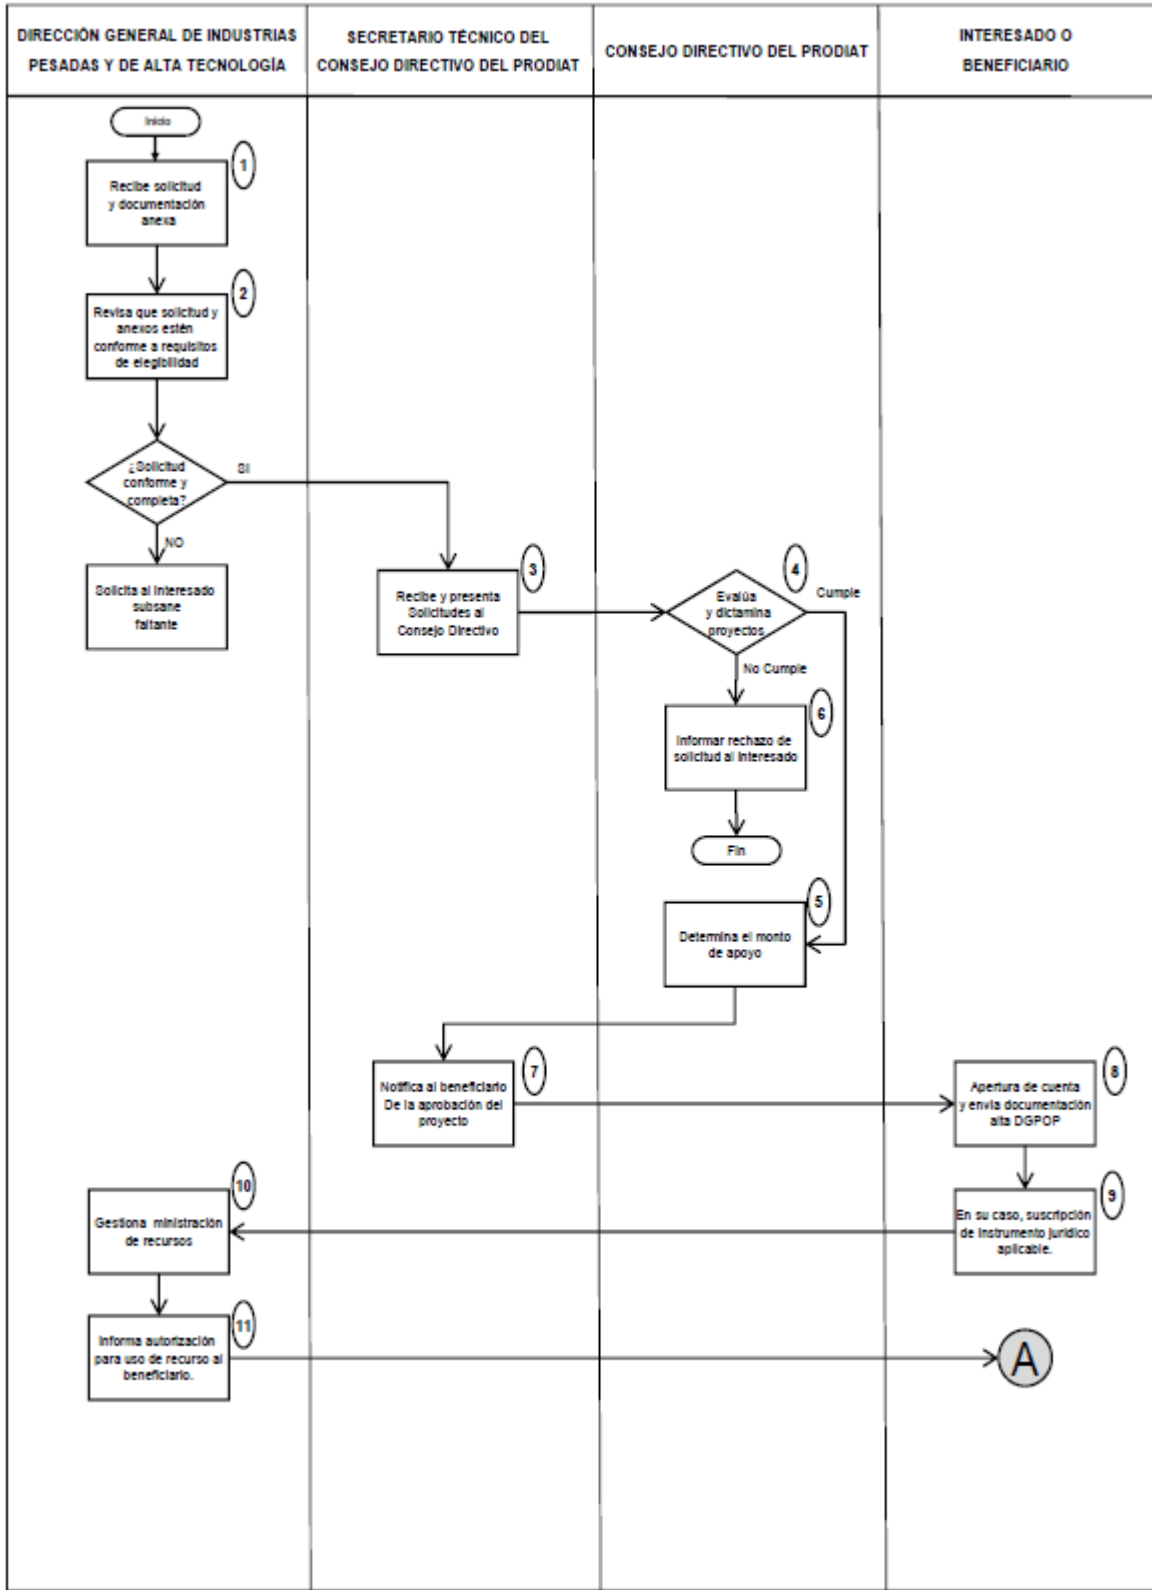 DIRECCIÓN GENERAL DE INDUSTRIAS
PESADAS Y DE ALTA TECNOLOGÍA
SECRETARIO TÉCNICO DEL
CONSEJO DIRECTIVO DEL PRODIAT
CONSEJO DIRECTIVO DEL PRODIAT
INTERESADO O
BENEFICIARIO
Inicio
1
Recibe solicitud
y documentación
anexa
2
Revisa que solicitud y
anexos estén
conforme a requisitos
de elegibilidad
¿Solicitud
conforme y
completa?
SI
NO
Solicita al interesado
subsane
faltante
3
Recibe y presenta
Solicitudes al
Consejo Directivo
4
Evalúa
y dictamina
proyectos
Cumple
No Cumple
6
Informar rechazo de
solicitud al interesado
Fin
5
Determina el monto
de apoyo
7
Notifica al beneficiario
De la aprobación del
proyecto
8
Apertura de cuenta
y envia documentación
alta DGPOP
9
En su caso, suscripción
de instrumento jurídico
aplicable.
10
Gestiona ministración
de recursos
11
Informa autorización
para uso de recurso al
beneficiario.
A